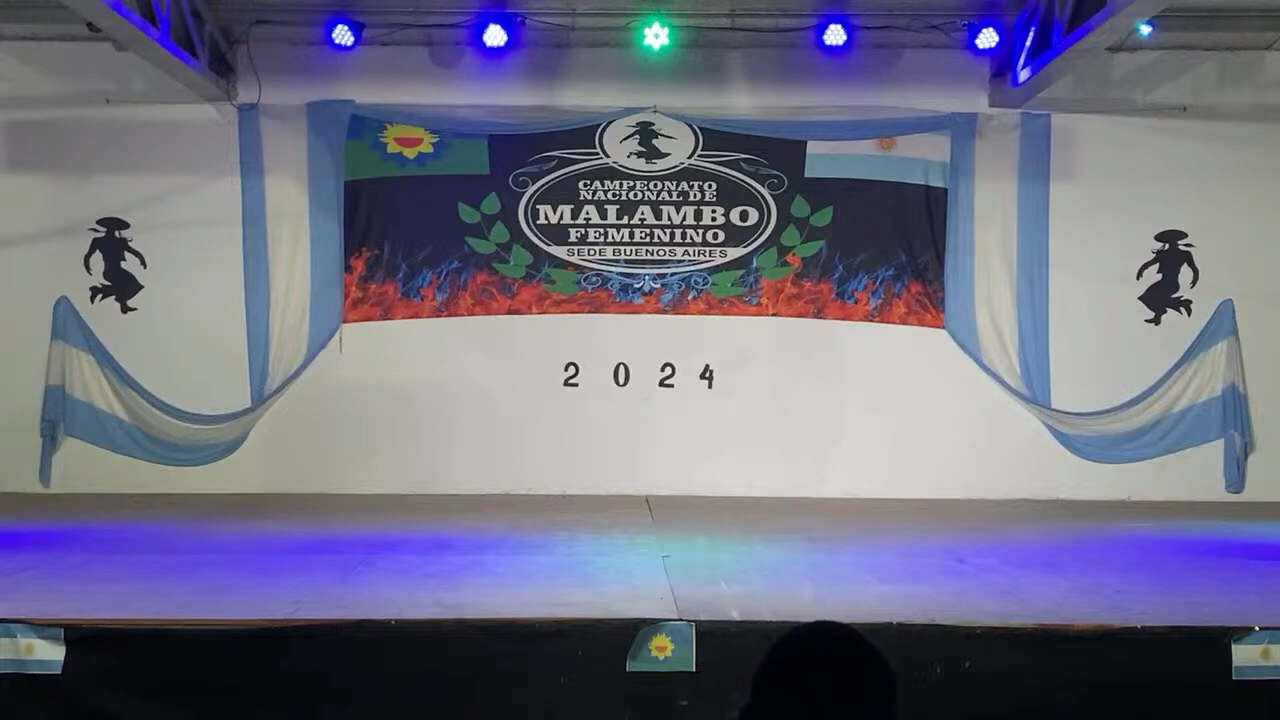 CAMPEONATO
NACIONAL DE
MALAMBO
FEMENINO
SEDE BUENOS AIRES
2024